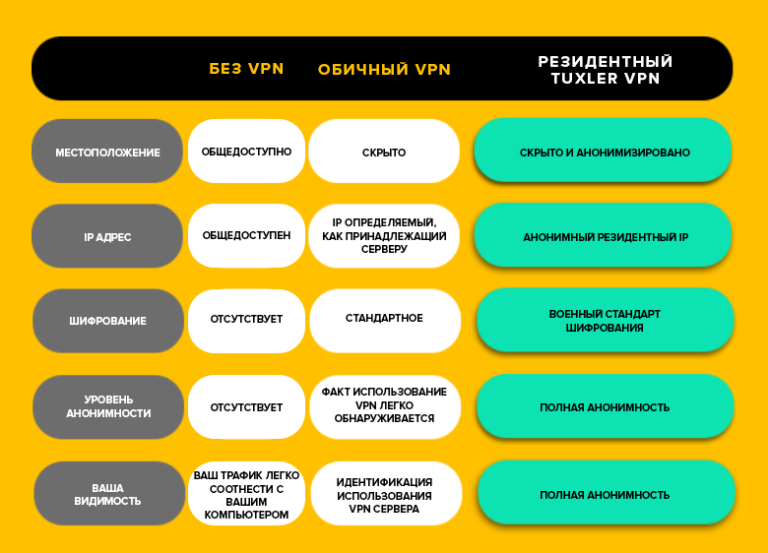 БЕЗ VPN
ОБИЧНЫЙ VPN
РЕЗИДЕНТНЫЙ
TUXLER VPN
МЕСТОПОЛОЖЕНИЕ
ОБЩЕДОСТУПНО
СКРЫТО
СКРЫТО И АНОНИМИЗИРОВАНО
IP АДРЕС
ОБЩЕДОСТУПЕН
IP ОПРЕДЕЛЯЕМЫЙ,
КАК ПРИНАДЛЕЖАЩИЙ
СЕРВЕРУ
АНОНИМНЫЙ РЕЗИДЕНТНЫЙ IP
ШИФРОВАНИЕ
ОТСУТСТВУЕТ
СТАНДАРТНОЕ
ВОЕННЫЙ СТАНДАРТ
ШИФРОВАНИЯ
УРОВЕНЬ
АНОНИМНОСТИ
ОТСУТСТВУЕТ
ФАКТ ИСПОЛЬЗОВАНИЕ
VPN ЛЕГКО
ОБНАРУЖИВАЕТСЯ
ПОЛНАЯ АНОНИМНОСТЬ
ВАША
ВИДИМОСТЬ
ВАШ ТРАФИК ЛЕГКО
СООТНЕСТИ С
ВАШИМ
КОМПЬЮТЕРОМ
ИДЕНТИФИКАЦИЯ
ИСПОЛЬЗОВАНИЯ
VPN СЕРВЕРА
ПОЛНАЯ АНОНИМНОСТЬ